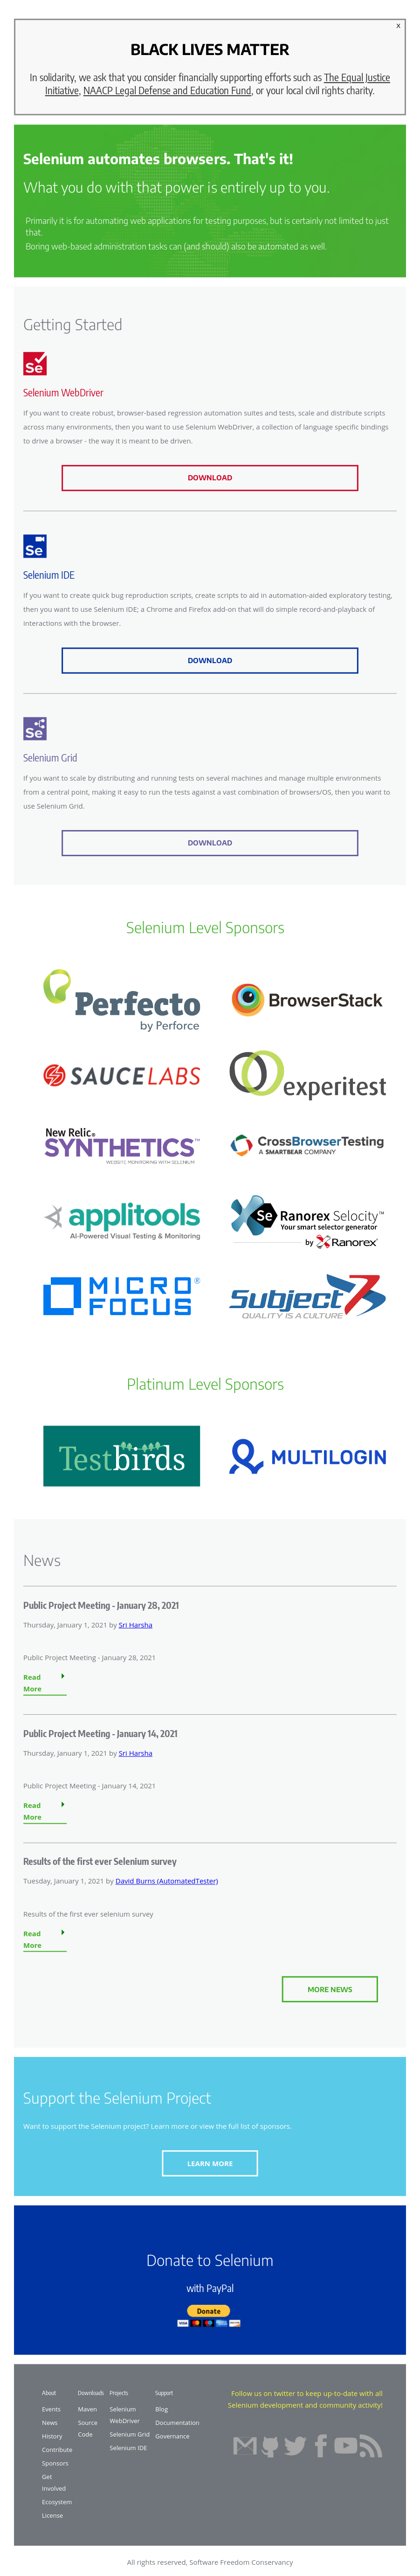 x
BLACK LIVES MATTER
In solidarity, we ask that you consider financially supporting efforts such as The Equal Justice
Initiative, NAACP Legal Defense and Education Fund, or your local civil rights charity.
Selenium automates browsers. That's it!
What you do with that power is entirely up to you.
Primarily it is for automating web applications for testing purposes, but is certainly not limited to just
that.
Boring web-based administration tasks can (and should) also be automated as well.
Getting Started
Se
Selenium WebDriver
If you want to create robust, browser-based regression automation suites and tests, scale and distribute scripts
across many environments, then you want to use Selenium WebDriver, a collection of language specific bindings
to drive a browser - the way it is meant to be driven.
DOWNLOAD
Se
Selenium IDE
If you want to create quick bug reproduction scripts, create scripts to aid in automation-aided exploratory testing,
then you want to use Selenium IDE; a Chrome and Firefox add-on that will do simple record-and-playback of
interactions with the browser.
DOWNLOAD
Se
Selenium Grid
If you want to scale by distributing and running tests on several machines and manage multiple environments
from a central point, making it easy to run the tests against a vast combination of browsers/OS, then you want to
use Selenium Grid.
DOWNLOAD
Selenium Level Sponsors
Perfecto
by Perforce
BrowserStack
SAUCE LABS
experitest
New Relic®
SYNTHETICS™
WEBSITE MONITORING WITH SELENIUM
CrossBrowserTesting
A SMARTBEAR COMPANY
applitools
AI-Powered Visual Testing & Monitoring
Se Ranorex Selocity™
Your smart selector generator
by Ranorex®
MICRO
FOCUS®
Subject7
QUALITY IS A CULTURE
Platinum Level Sponsors
Testbirds
MULTILOGIN
News
Public Project Meeting - January 28, 2021
Thursday, January 1, 2021 by Sri Harsha
Public Project Meeting - January 28, 2021
Read
More
Public Project Meeting - January 14, 2021
Thursday, January 1, 2021 by Sri Harsha
Public Project Meeting - January 14, 2021
Read
More
Results of the first ever Selenium survey
Tuesday, January 1, 2021 by David Burns (AutomatedTester)
Results of the first ever selenium survey
Read
More
MORE NEWS
Support the Selenium Project
Want to support the Selenium project? Learn more or view the full list of sponsors.
LEARN MORE
Donate to Selenium
with PayPal
Donate
VISA
About
Events
News
History
Contribute
Sponsors
Get
Involved
Ecosystem
License
Downloads
Maven
Source
Code
Projects
Selenium
WebDriver
Selenium Grid
Selenium IDE
Support
Blog
Documentation
Governance
Follow us on twitter to keep up-to-date with all
Selenium development and community activity!
All rights reserved, Software Freedom Conservancy